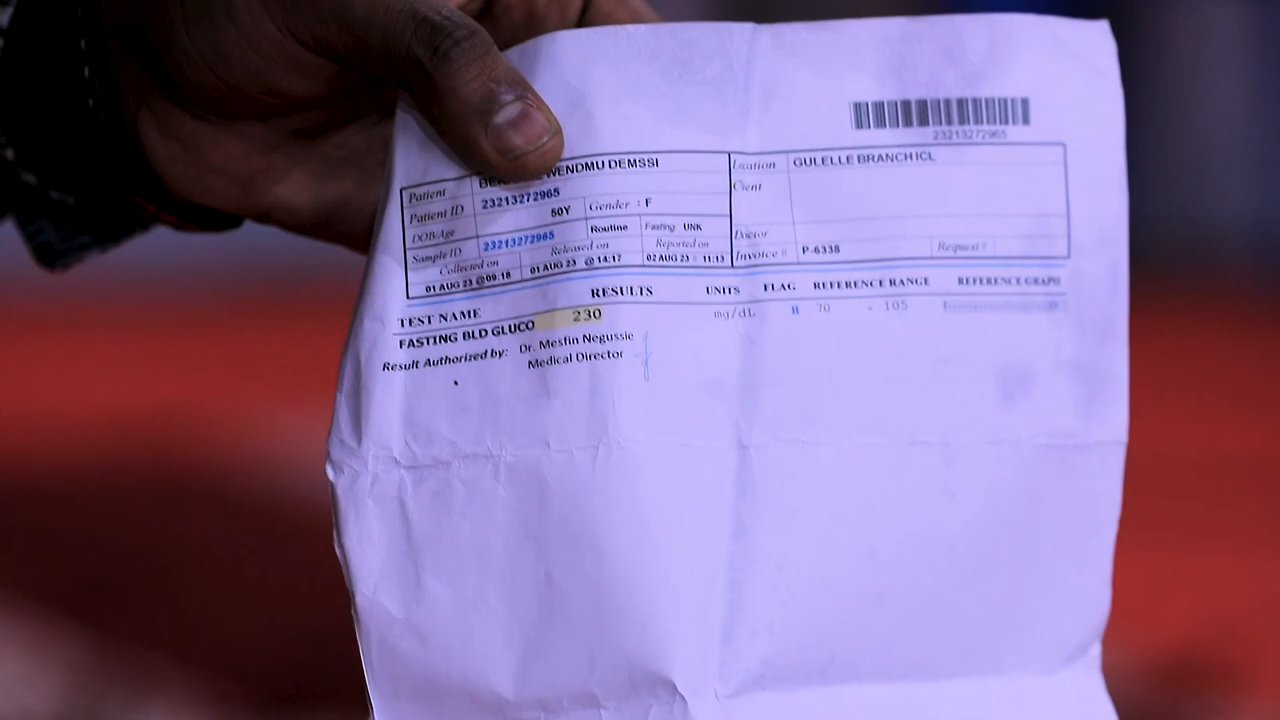 23213272965
Patient WENDMU DEMSSI
Patient ID 23213272965
DOB/Age 50Y Gender : F
Sample ID 23213272965 Routine Fasting UNK
Collected on Released on Reported on
01 AUG 23 @09:18 01 AUG 23 @14:17 02 AUG 23 11:13
Location GULELLE BRANCH ICL
Client
Doctor
Invoice # P-6338 Request #
TEST NAME RESULTS UNITS FLAG REFERENCE RANGE REFERENCE GRAPH
FASTING BLD GLUCO 230 mg/dL H 70 - 105
Result Authorized by: Dr. Mesfin Negussie
Medical Director